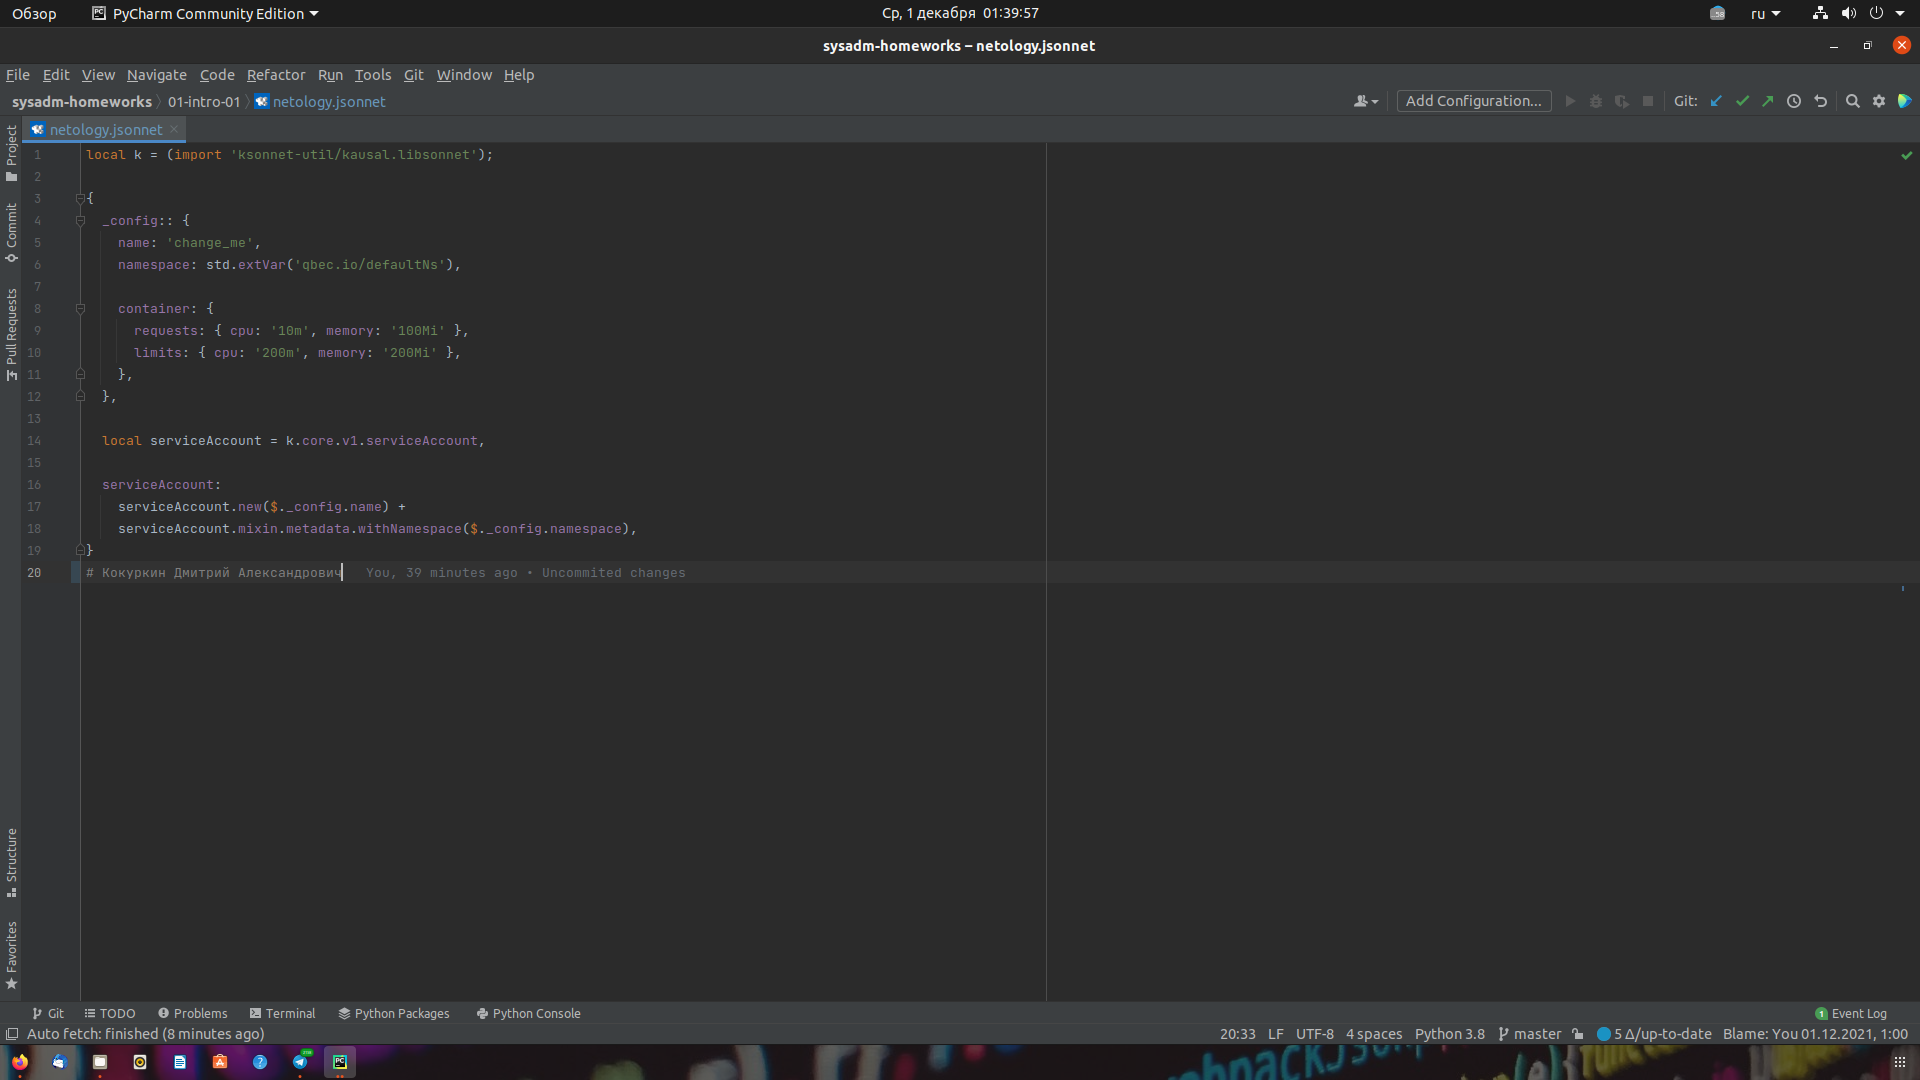 Обзор PyCharm Community Edition Ср, 1 декабря 01:39:57 ru
sysadm-homeworks – netology.jsonnet
File Edit View Navigate Code Refactor Run Tools Git Window Help
sysadm-homeworks 01-intro-01 netology.jsonnet Add Configuration... Git:
netology.jsonnet
Project
Commit
Pull Requests
Structure
Favorites
1 local k = (import 'ksonnet-util/kausal.libsonnet');
2
3 {
4 _config:: {
5 name: 'change_me',
6 namespace: std.extVar('qbec.io/defaultNs'),
7
8 container: {
9 requests: { cpu: '10m', memory: '100Mi' },
10 limits: { cpu: '200m', memory: '200Mi' },
11 },
12 },
13
14 local serviceAccount = k.core.v1.serviceAccount,
15
16 serviceAccount:
17 serviceAccount.new($._config.name) +
18 serviceAccount.mixin.metadata.withNamespace($._config.namespace),
19 }
20 # Кокуркин Дмитрий Александрович You, 39 minutes ago • Uncommited changes
Git TODO Problems Terminal Python Packages Python Console 1 Event Log
Auto fetch: finished (8 minutes ago) 20:33 LF UTF-8 4 spaces Python 3.8 master 5 Δ/up-to-date Blame: You 01.12.2021, 1:00